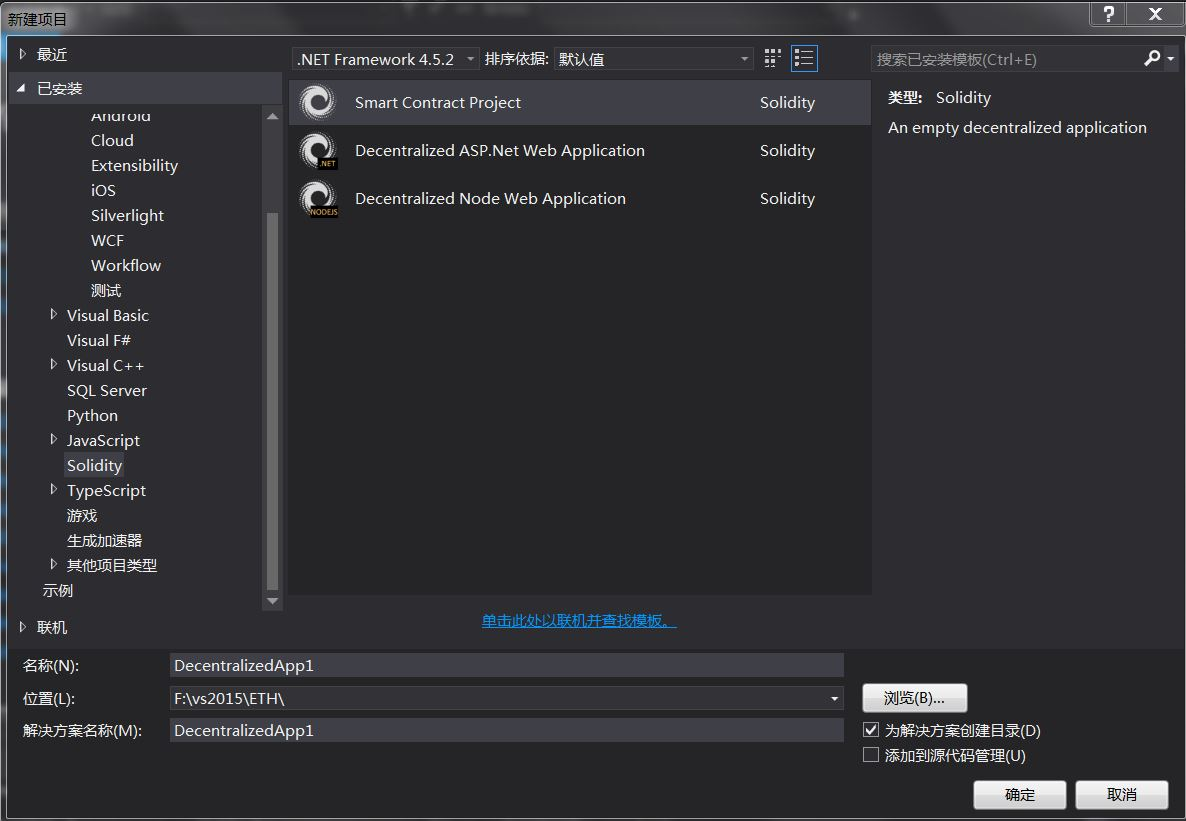 新建项目
最近
已安装
Android
Cloud
Extensibility
iOS
Silverlight
WCF
Workflow
测试
Visual Basic
Visual F#
Visual C++
SQL Server
Python
JavaScript
Solidity
TypeScript
游戏
生成加速器
其他项目类型
示例
联机
.NET Framework 4.5.2 排序依据: 默认值
搜索已安装模板(Ctrl+E)
Smart Contract Project Solidity
.NET
Decentralized ASP.Net Web Application Solidity
NODEJS
Decentralized Node Web Application Solidity
类型: Solidity
An empty decentralized application
单击此处以联机并查找模板。
名称(N): DecentralizedApp1
位置(L): F:\vs2015\ETH\ 浏览(B)...
解决方案名称(M): DecentralizedApp1
为解决方案创建目录(D)
添加到源代码管理(U)
确定 取消